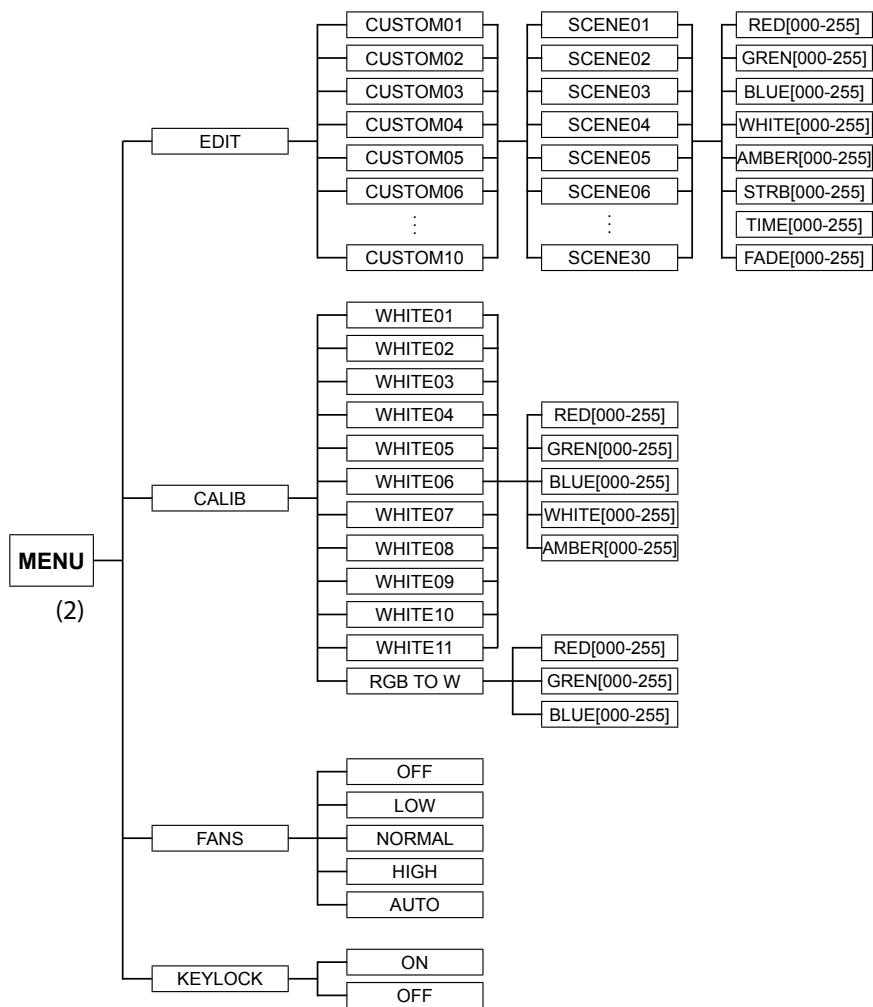 MENU
(2)
EDIT
CUSTOM01
CUSTOM02
CUSTOM03
CUSTOM04
CUSTOM05
CUSTOM06
⋮
CUSTOM10
SCENE01
SCENE02
SCENE03
SCENE04
SCENE05
SCENE06
⋮
SCENE30
RED[000-255]
GREN[000-255]
BLUE[000-255]
WHITE[000-255]
AMBER[000-255]
STRB[000-255]
TIME[000-255]
FADE[000-255]
CALIB
WHITE01
WHITE02
WHITE03
WHITE04
WHITE05
WHITE06
WHITE07
WHITE08
WHITE09
WHITE10
WHITE11
RED[000-255]
GREN[000-255]
BLUE[000-255]
WHITE[000-255]
AMBER[000-255]
RGB TO W
RED[000-255]
GREN[000-255]
BLUE[000-255]
FANS
OFF
LOW
NORMAL
HIGH
AUTO
KEYLOCK
ON
OFF